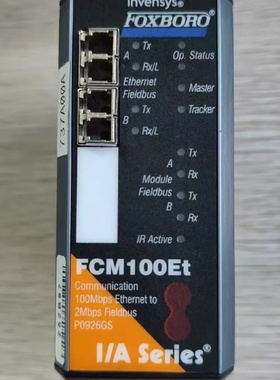 invensys®
FOXBORO®
Tx Op. Status
A
Rx/L
Ethernet Fieldbus
Master
Tx
B
Tracker
Rx/L
Tx
A
Rx
Module Fieldbus
Tx
B
Rx
IR Active
FCM100Et
Communication
100Mbps Ethernet to
2Mbps Fieldbus
P0926GS
I/A Series®